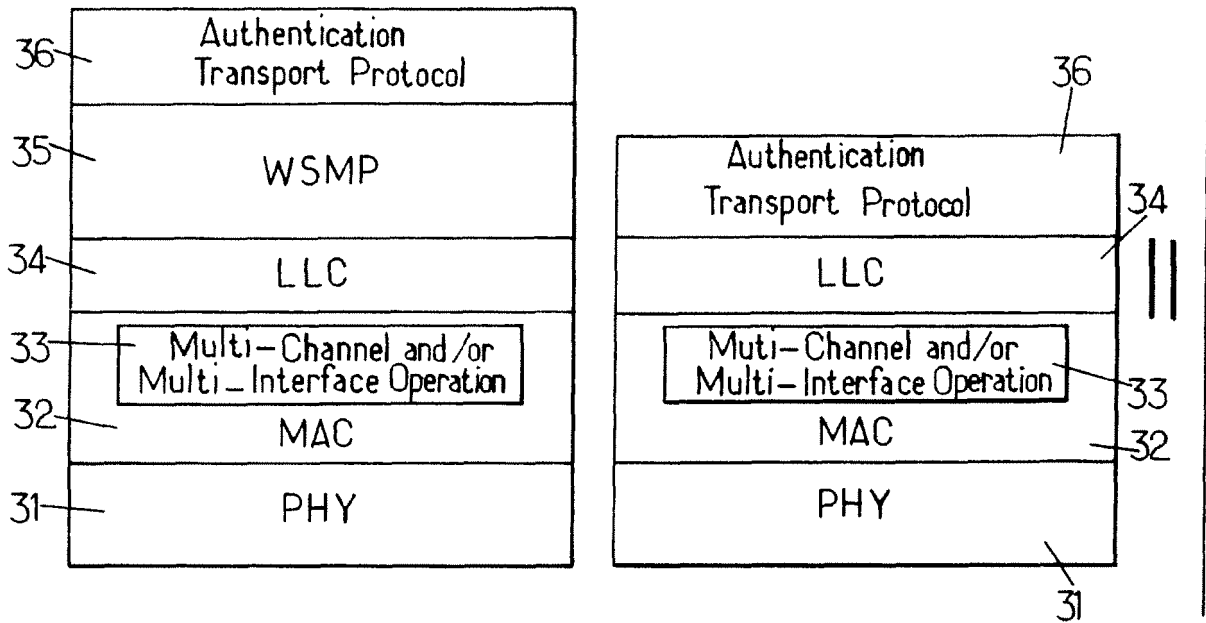 36
Authentication
Transport Protocol
35
WSMP
34
LLC
33
Multi-Channel and/or
Multi-Interface Operation
32
MAC
31
PHY
36
Authentication
Transport Protocol
34
LLC
Muti-Channel and/or
Multi-Interface Operation
33
MAC
32
PHY
31